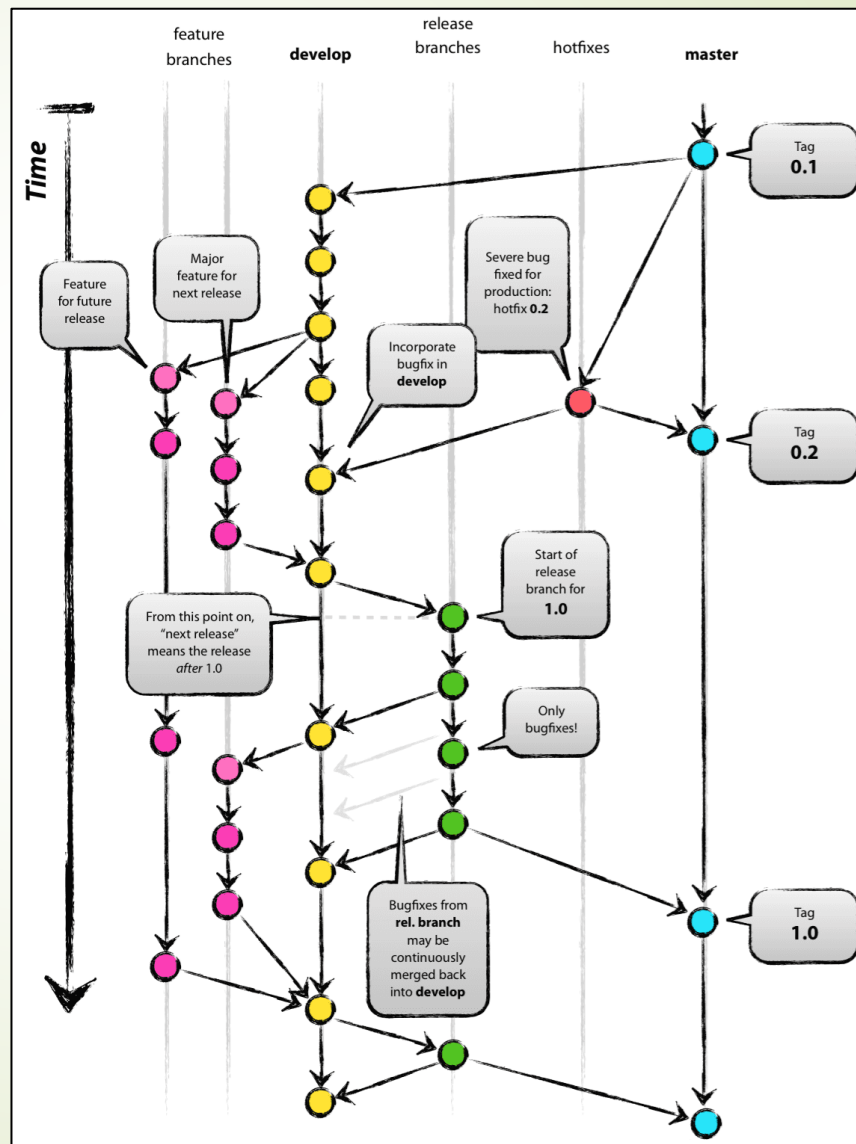 feature
branches
develop
release
branches
hotfixes
master
Time
Tag
0.1
Feature
for future
release
Major
feature for
next release
Severe bug
fixed for
production:
hotfix 0.2
Incorporate
bugfix in
develop
Tag
0.2
Start of
release
branch for
1.0
From this point on,
“next release”
means the release
after 1.0
Only
bugfixes!
Bugfixes from
rel. branch
may be
continuously
merged back
into develop
Tag
1.0